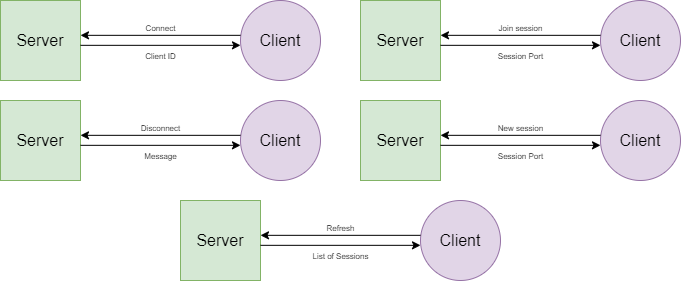 Server
Connect
Client ID
Client
Server
Join session
Session Port
Client
Server
Disconnect
Message
Client
Server
New session
Session Port
Client
Server
Refresh
List of Sessions
Client